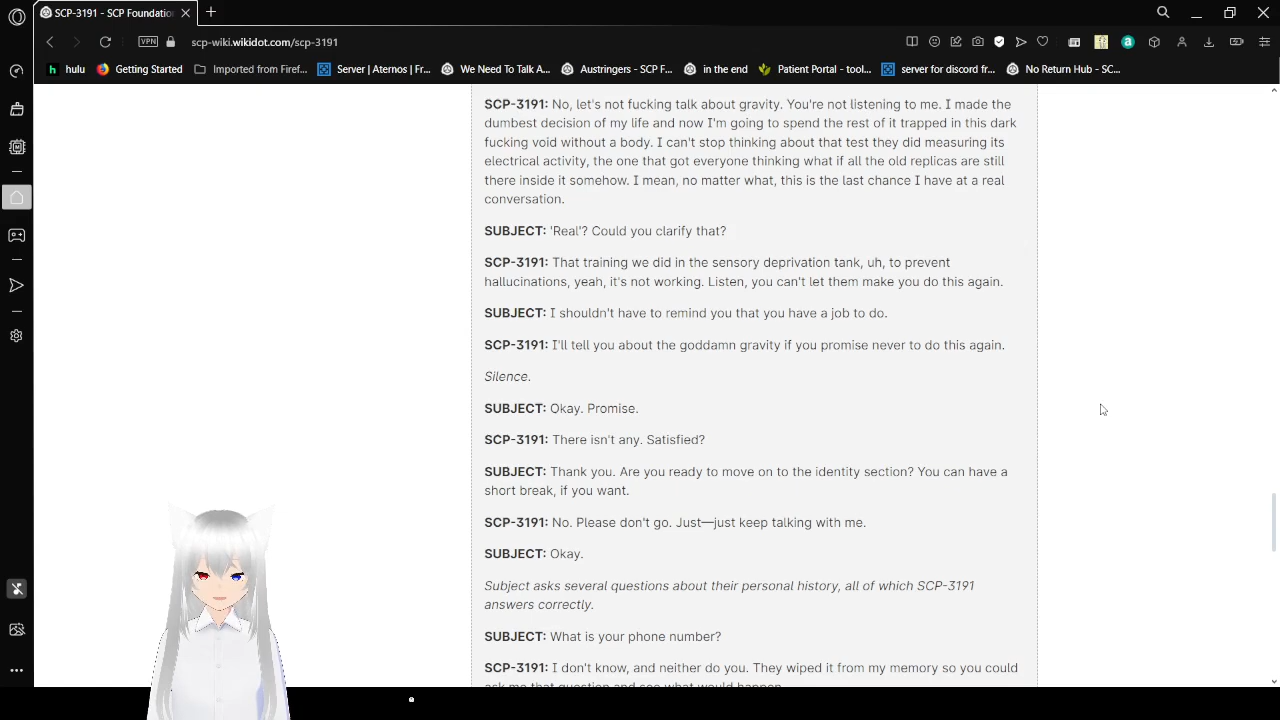 SCP-3191 - SCP Foundatio
VPN
scp-wiki.wikidot.com/scp-3191
h hulu
Getting Started
Imported from Firef...
Server | Aternos | Fr...
We Need To Talk A...
Austringers - SCP F...
in the end
Patient Portal - tool...
server for discord fr...
No Return Hub - SC...
SCP-3191: No, let's not fucking talk about gravity. You're not listening to me. I made the
dumbest decision of my life and now I'm going to spend the rest of it trapped in this dark
fucking void without a body. I can't stop thinking about that test they did measuring its
electrical activity, the one that got everyone thinking what if all the old replicas are still
there inside it somehow. I mean, no matter what, this is the last chance I have at a real
conversation.
SUBJECT: 'Real'? Could you clarify that?
SCP-3191: That training we did in the sensory deprivation tank, uh, to prevent
hallucinations, yeah, it's not working. Listen, you can't let them make you do this again.
SUBJECT: I shouldn't have to remind you that you have a job to do.
SCP-3191: I'll tell you about the goddamn gravity if you promise never to do this again.
Silence.
SUBJECT: Okay. Promise.
SCP-3191: There isn't any. Satisfied?
SUBJECT: Thank you. Are you ready to move on to the identity section? You can have a
short break, if you want.
SCP-3191: No. Please don't go. Just—just keep talking with me.
SUBJECT: Okay.
Subject asks several questions about their personal history, all of which SCP-3191
answers correctly.
SUBJECT: What is your phone number?
SCP-3191: I don't know, and neither do you. They wiped it from my memory so you could
ask me that question and see what would happen